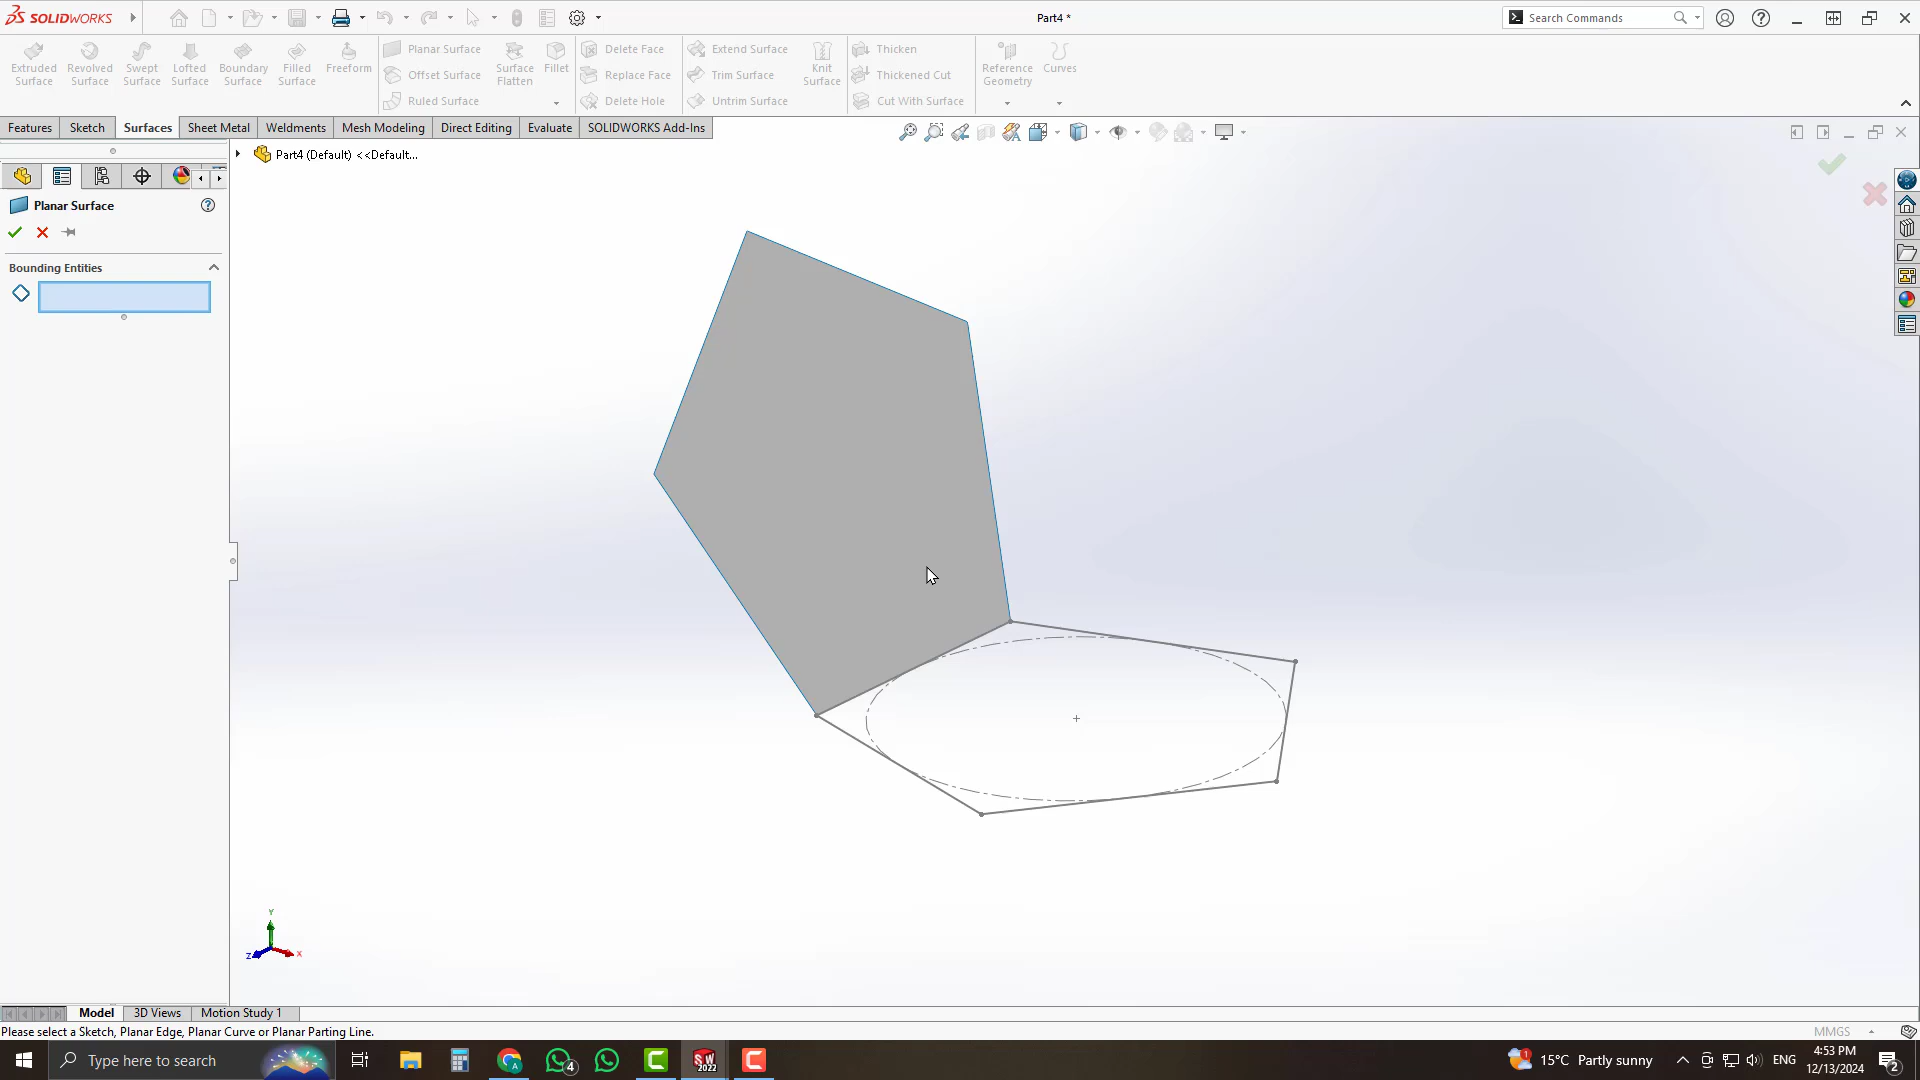 SOLIDWORKS
Part4 *
Search Commands
Extruded Surface
Revolved Surface
Swept Surface
Lofted Surface
Boundary Surface
Filled Surface
Freeform
Planar Surface
Offset Surface
Ruled Surface
Surface Flatten
Fillet
Delete Face
Replace Face
Delete Hole
Extend Surface
Trim Surface
Untrim Surface
Knit Surface
Thicken
Thickened Cut
Cut With Surface
Reference Geometry
Curves
Features
Sketch
Surfaces
Sheet Metal
Weldments
Mesh Modeling
Direct Editing
Evaluate
SOLIDWORKS Add-Ins
Part4 (Default) <<Default...
Planar Surface
Bounding Entities
Y
Z
X
Model
3D Views
Motion Study 1
Please select a Sketch, Planar Edge, Planar Curve or Planar Parting Line.
MMGS
Type here to search
4
SW
2022
1
15°C Partly sunny
ENG
4:53 PM
12/13/2024
2